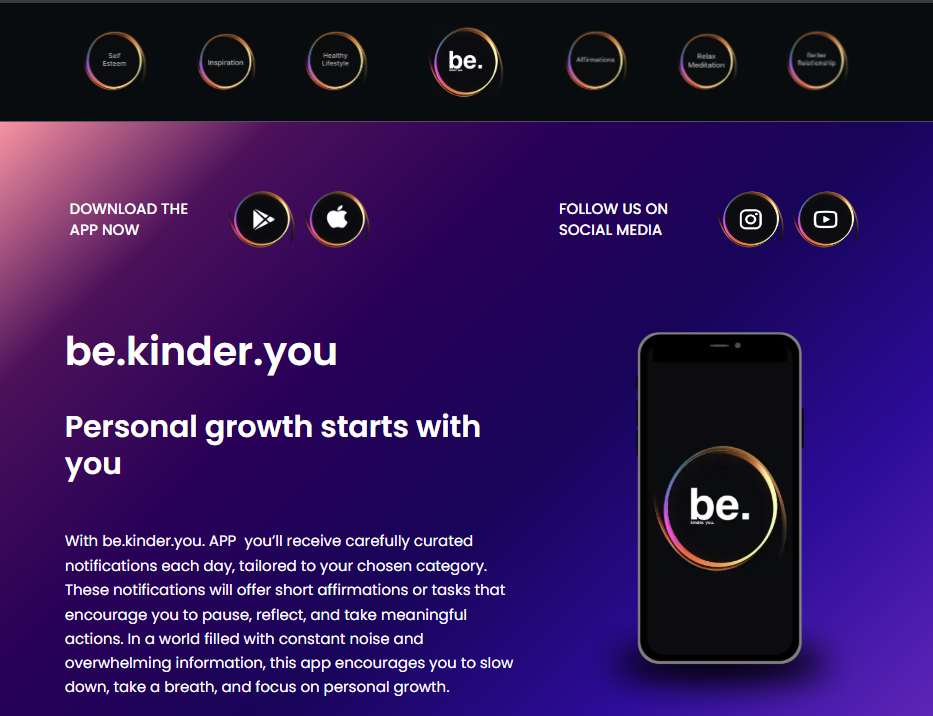 Self
Esteem
Inspiration
Healthy
Lifestyle
be.
Affirmations
Relax
Meditation
Better
Relationship
DOWNLOAD THE
APP NOW
FOLLOW US ON
SOCIAL MEDIA
be.kinder.you
Personal growth starts with
you
With be.kinder.you. APP  you’ll receive carefully curated
notifications each day, tailored to your chosen category.
These notifications will offer short affirmations or tasks that
encourage you to pause, reflect, and take meaningful
actions. In a world filled with constant noise and
overwhelming information, this app encourages you to slow
down, take a breath, and focus on personal growth.
be.
kinder. you.